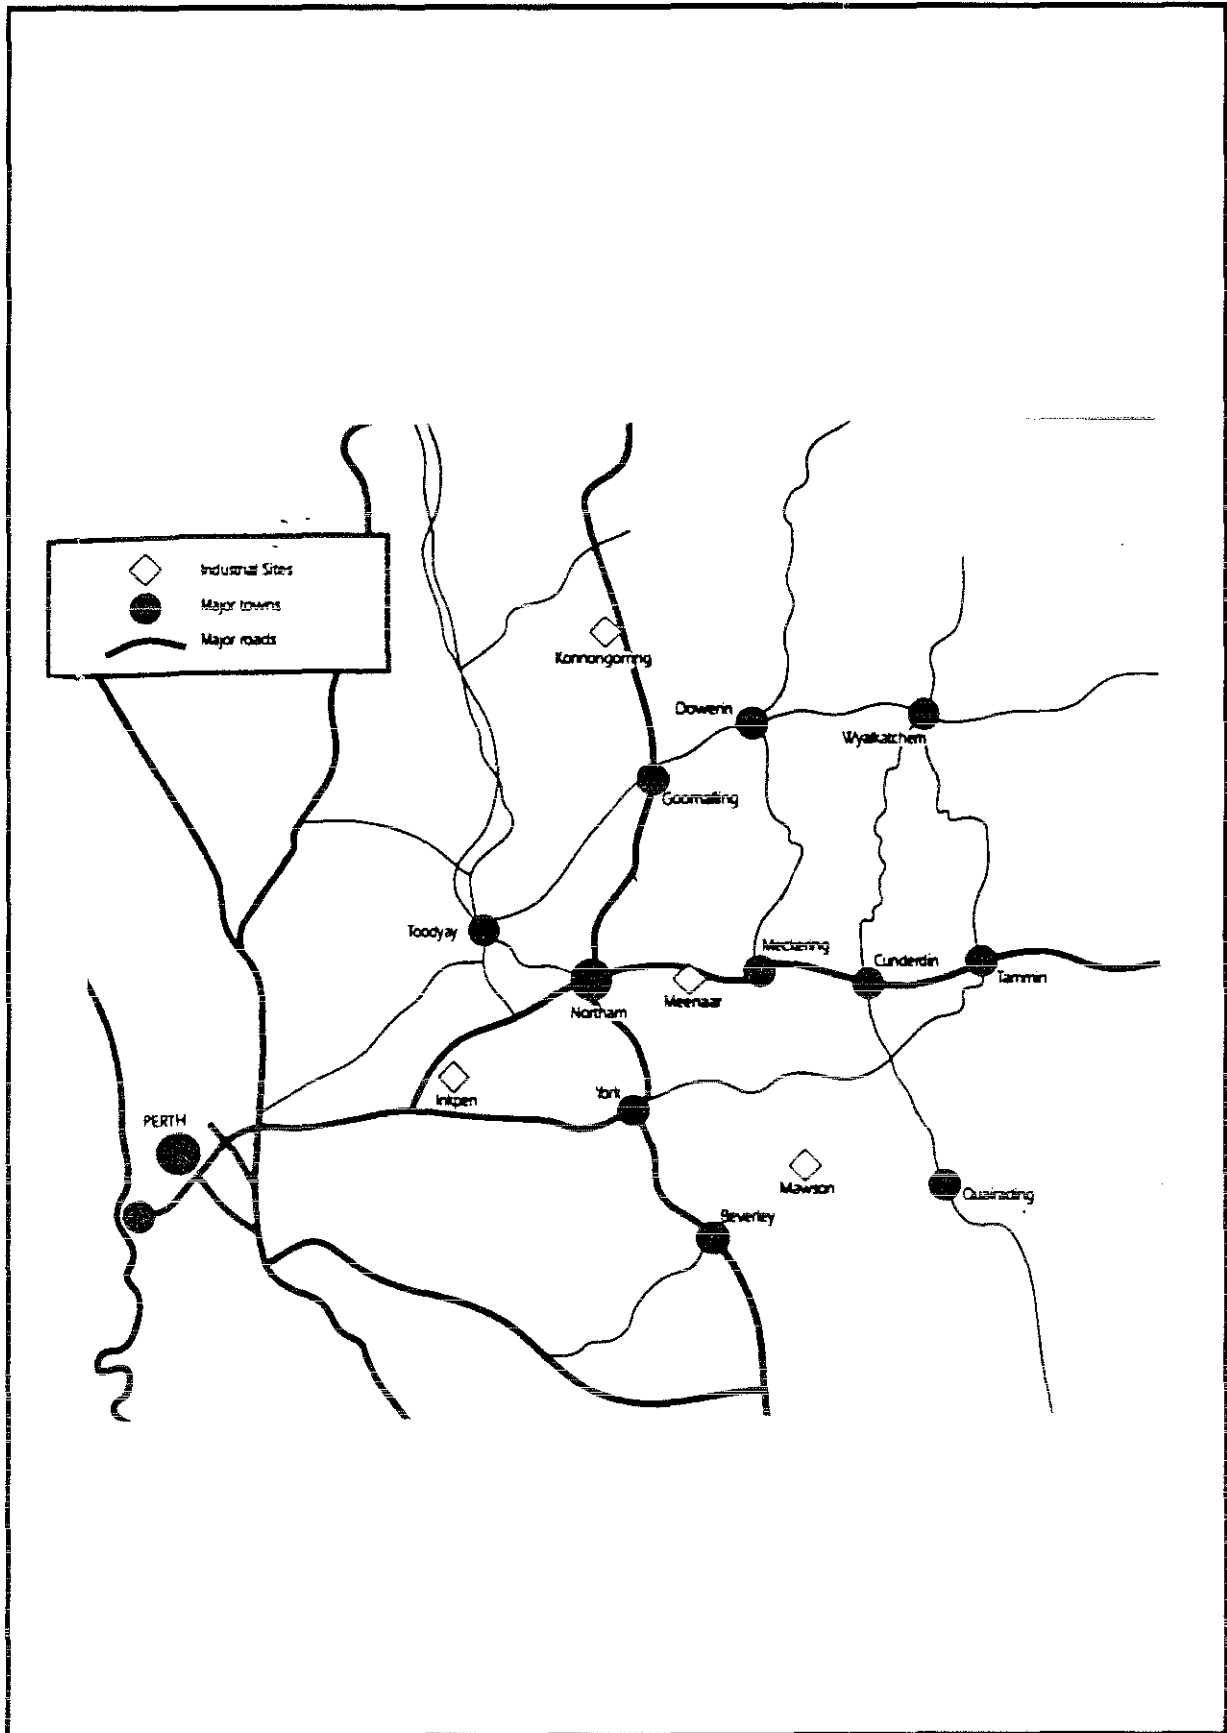 Industrial Sites
Major towns
Major roads
Konnongorring
Dowerin
Wyalkatchem
Goomalling
Toodyay
Meckering
Cunderdin
Tammin
Meenaar
Northam
Inkpen
York
PERTH
Mawson
Quairading
Beverley